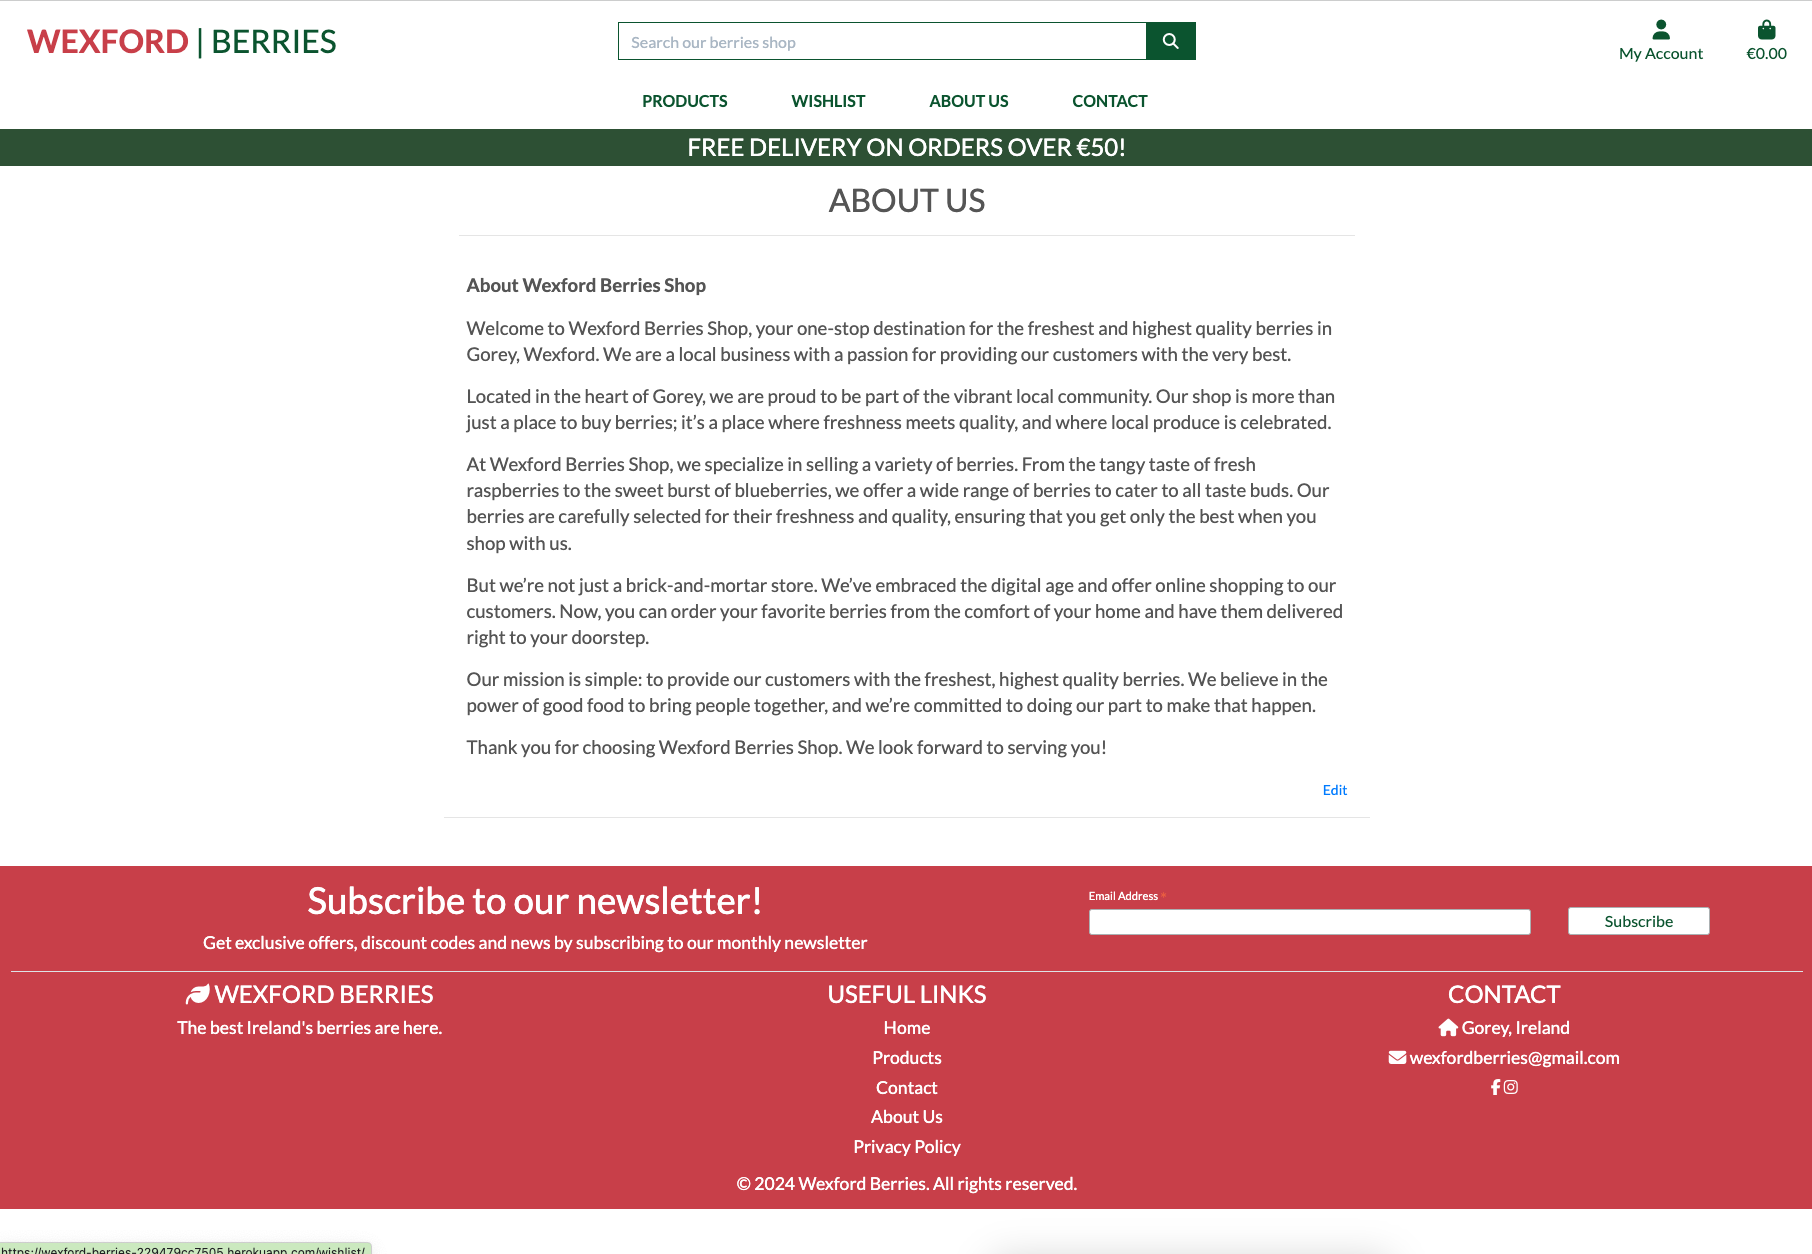 WEXFORD | BERRIES
Search our berries shop
My Account
€0.00
PRODUCTS
WISHLIST
ABOUT US
CONTACT
FREE DELIVERY ON ORDERS OVER €50!
ABOUT US
About Wexford Berries Shop
Welcome to Wexford Berries Shop, your one-stop destination for the freshest and highest quality berries in
Gorey, Wexford. We are a local business with a passion for providing our customers with the very best.
Located in the heart of Gorey, we are proud to be part of the vibrant local community. Our shop is more than
just a place to buy berries; it’s a place where freshness meets quality, and where local produce is celebrated.
At Wexford Berries Shop, we specialize in selling a variety of berries. From the tangy taste of fresh
raspberries to the sweet burst of blueberries, we offer a wide range of berries to cater to all taste buds. Our
berries are carefully selected for their freshness and quality, ensuring that you get only the best when you
shop with us.
But we’re not just a brick-and-mortar store. We’ve embraced the digital age and offer online shopping to our
customers. Now, you can order your favorite berries from the comfort of your home and have them delivered
right to your doorstep.
Our mission is simple: to provide our customers with the freshest, highest quality berries. We believe in the
power of good food to bring people together, and we’re committed to doing our part to make that happen.
Thank you for choosing Wexford Berries Shop. We look forward to serving you!
Edit
Subscribe to our newsletter!
Get exclusive offers, discount codes and news by subscribing to our monthly newsletter
Email Address *
Subscribe
WEXFORD BERRIES
The best Ireland's berries are here.
USEFUL LINKS
Home
Products
Contact
About Us
Privacy Policy
CONTACT
Gorey, Ireland
wexfordberries@gmail.com
© 2024 Wexford Berries. All rights reserved.
https://wexford-berries-229479cc7505.herokuapp.com/wishlist/